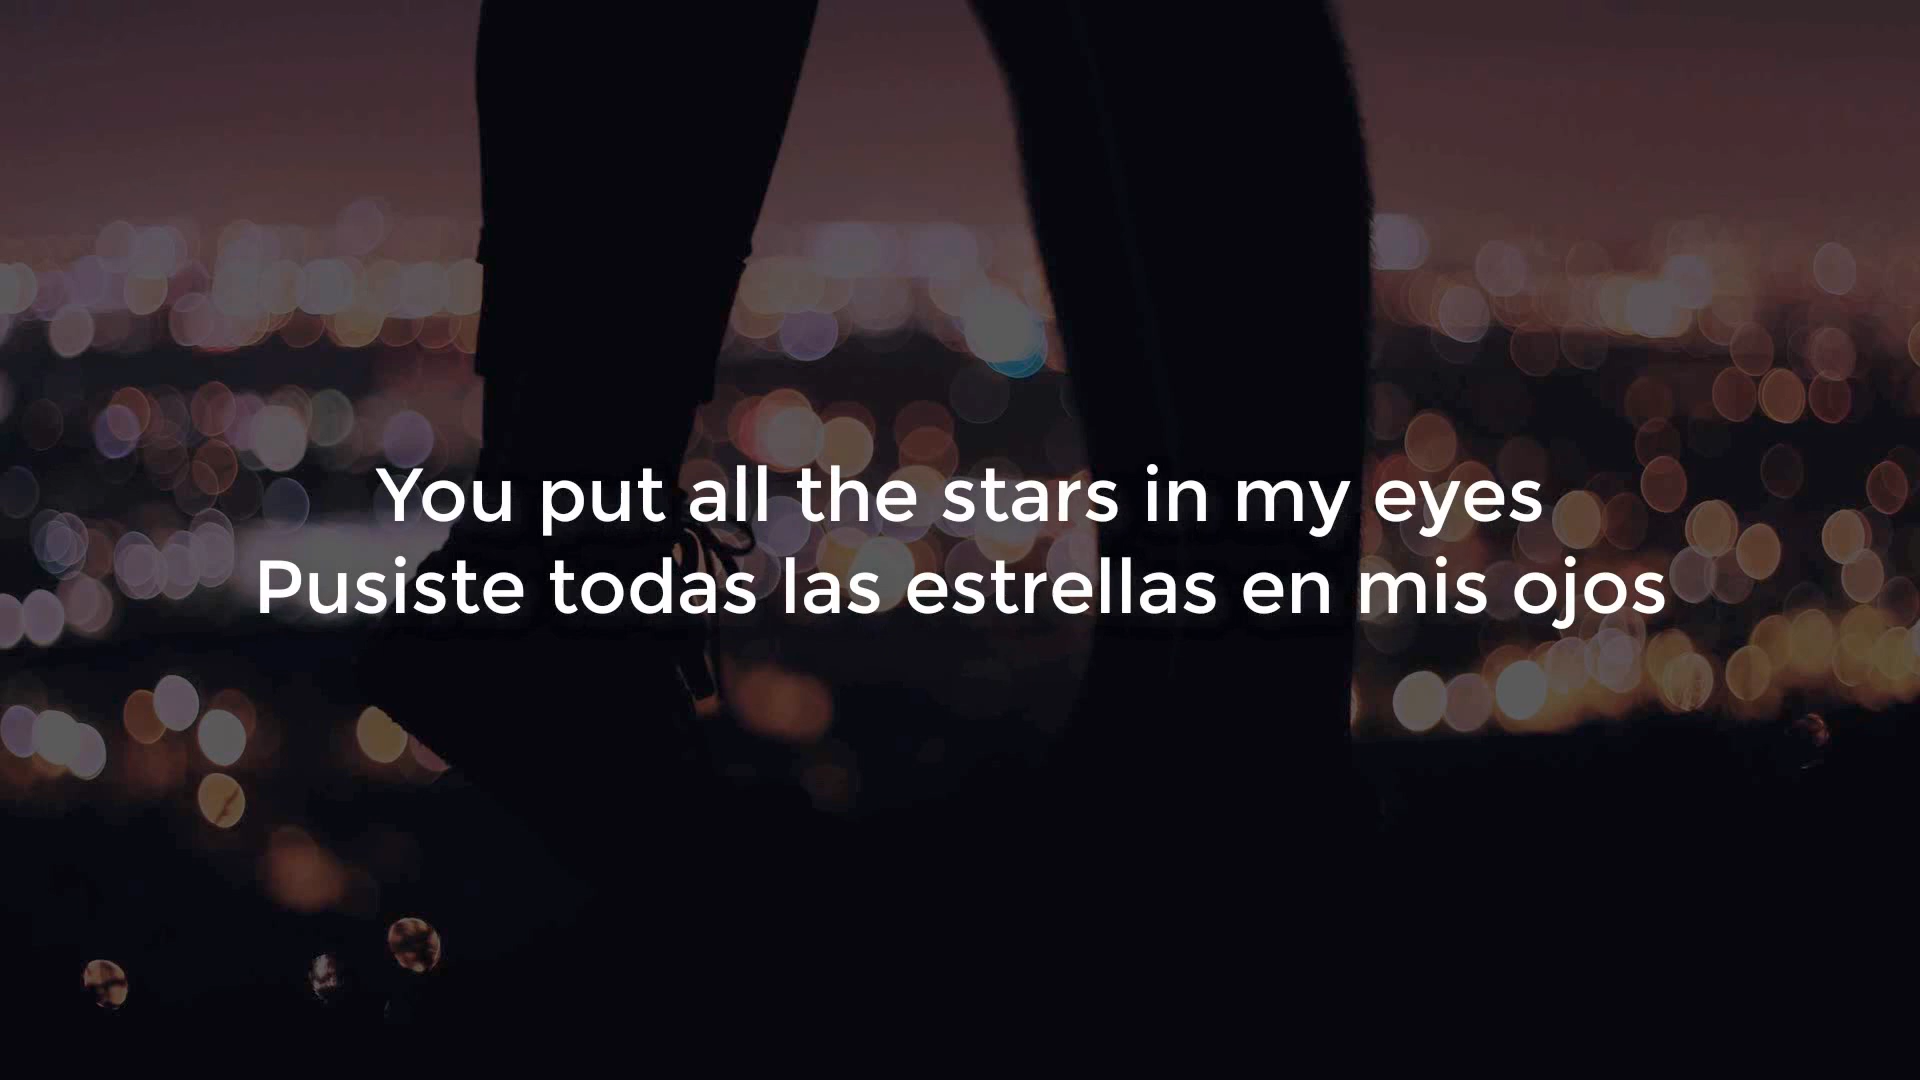 You put all the stars in my eyes
Pusiste todas las estrellas en mis ojos